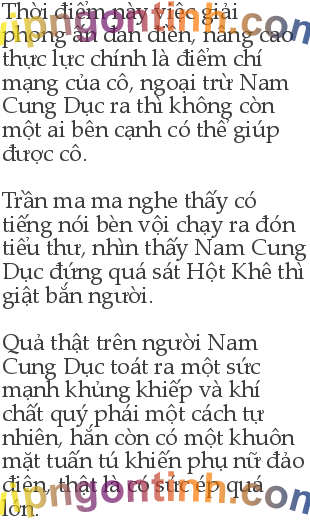 Thời điểm này việc giải
phong ấn đan điền, nâng cao
thực lực chính là điểm chí
mạng của cô, ngoại trừ Nam
Cung Dục ra thì không còn
một ai bên cạnh có thể giúp
được cô.
Trần ma ma nghe thấy có
tiếng nói bèn vội chạy ra đón
tiểu thư, nhìn thấy Nam Cung
Dục đứng quá sát Hột Khê thì
giật bắn người.
Quả thật trên người Nam
Cung Dục toát ra một sức
mạnh khủng khiếp và khí
chất quý phái một cách tự
nhiên, hắn còn có một khuôn
mặt tuấn tú khiến phụ nữ đảo
điên, thật là có sức ép quá
lớn.